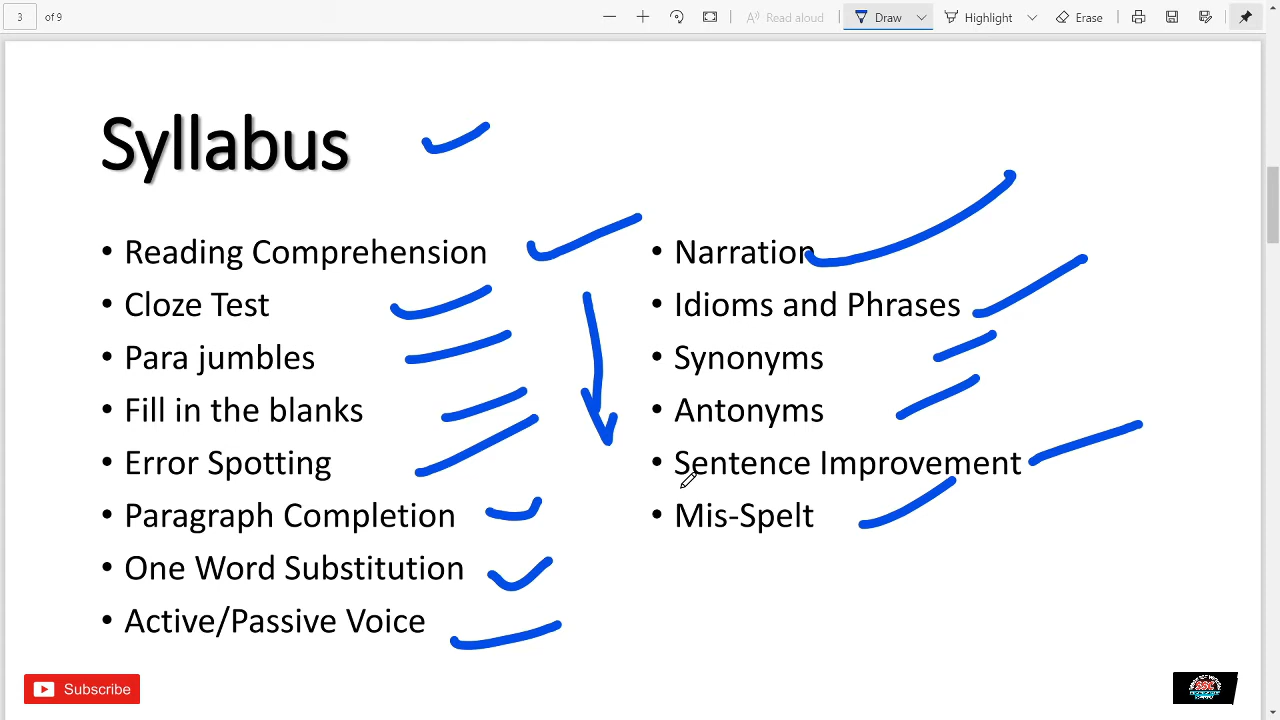 3 of 9 Read aloud Draw Highlight Erase
Syllabus
• Reading Comprehension
• Cloze Test
• Para jumbles
• Fill in the blanks
• Error Spotting
• Paragraph Completion
• One Word Substitution
• Active/Passive Voice
• Narration
• Idioms and Phrases
• Synonyms
• Antonyms
• Sentence Improvement
• Mis-Spelt
Subscribe
SSC